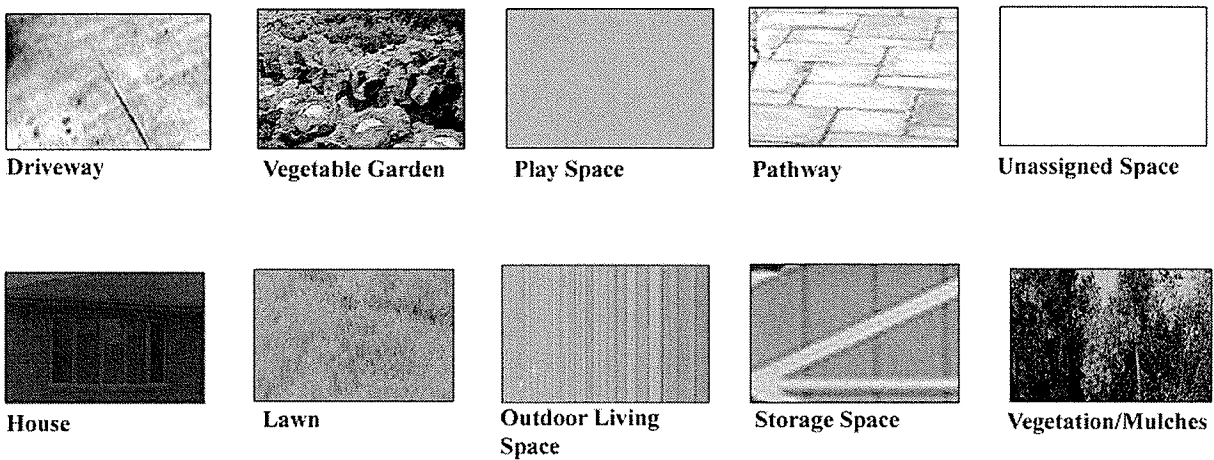 Driveway
Vegetable Garden
Play Space
Pathway
Unassigned Space
House
Lawn
Outdoor Living
Space
Storage Space
Vegetation/Mulches